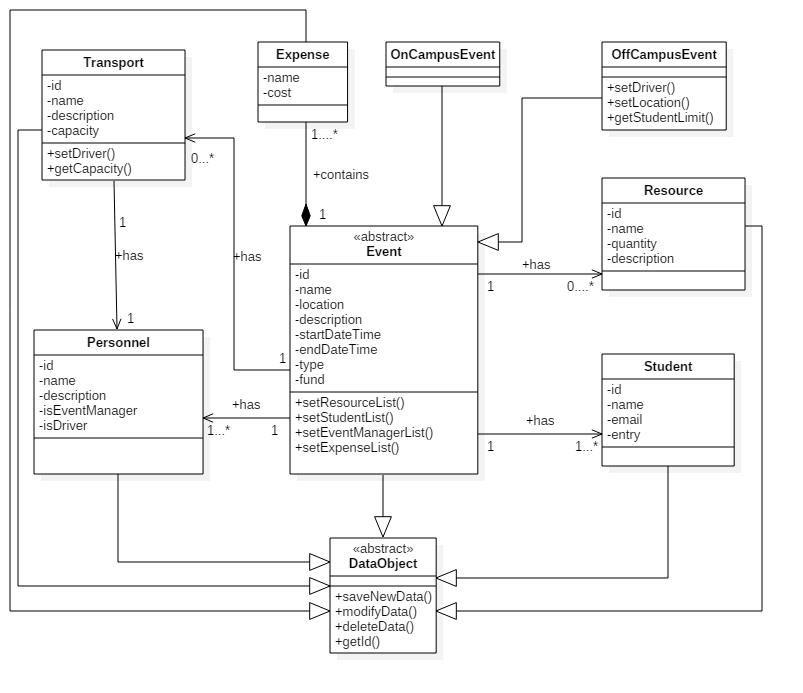 Transport
-id
-name
-description
-capacity
+setDriver()
+getCapacity()
Expense
-name
-cost
OnCampusEvent
OffCampusEvent
+setDriver()
+setLocation()
+getStudentLimit()
1....*
+contains
1
0...*
+has
1
1
+has
1
Resource
-id
-name
-quantity
-description
«abstract»
Event
-id
-name
-location
-description
-startDateTime
-endDateTime
-type
-fund
+setResourceList()
+setStudentList()
+setEventManagerList()
+setExpenseList()
+has
1
0....*
Personnel
-id
-name
-description
-isEventManager
-isDriver
+has
1...*
1
Student
-id
-name
-email
-entry
+has
1
1...*
«abstract»
DataObject
+saveNewData()
+modifyData()
+deleteData()
+getId()